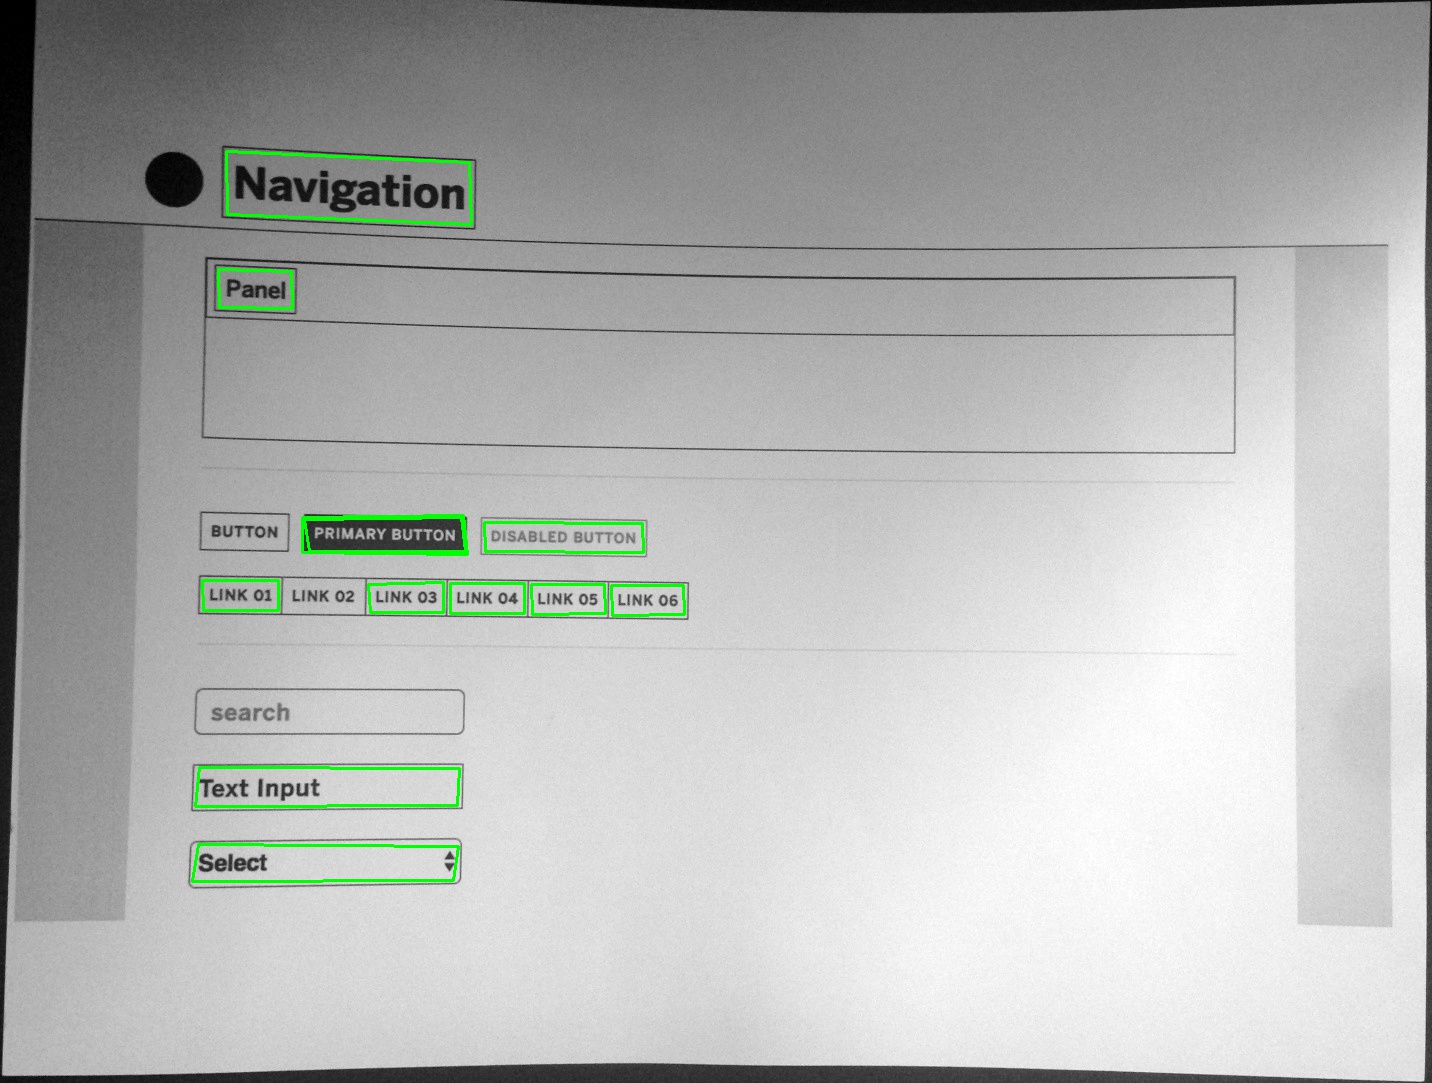 Navigation
Panel
BUTTON PRIMARY BUTTON DISABLED BUTTON
LINK 01 LINK 02 LINK 03 LINK 04 LINK 05 LINK 06
search
Text Input
Select